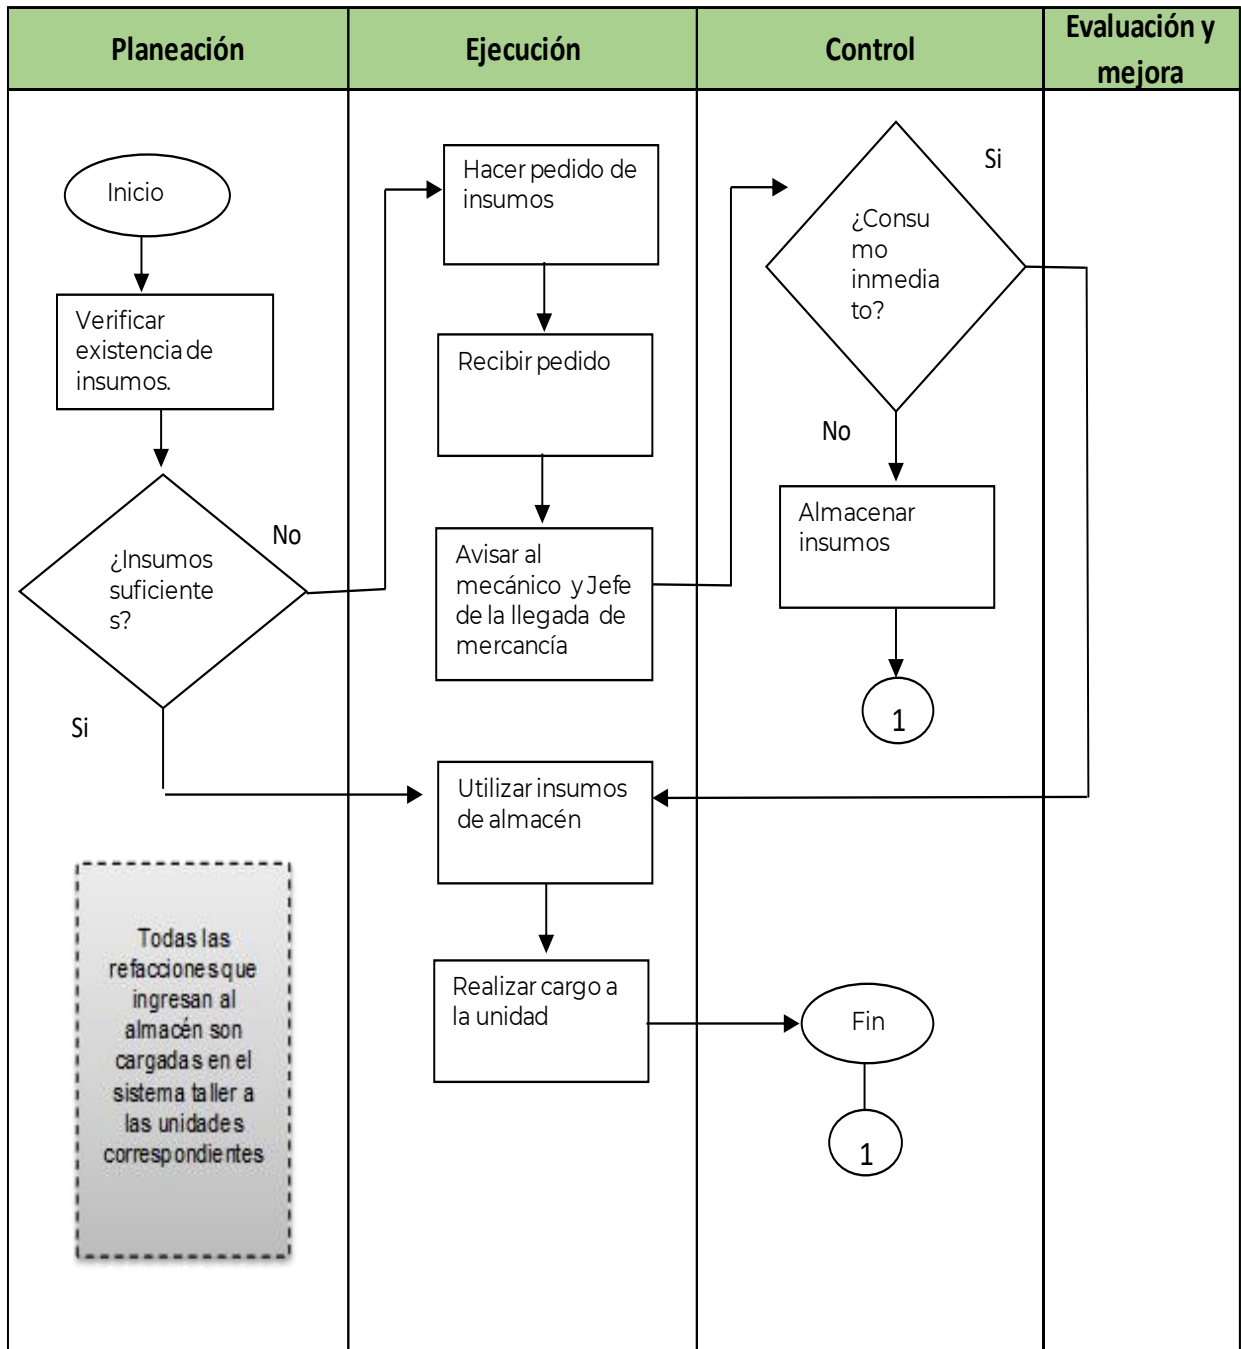 Planeación
Ejecución
Control
Evaluación y
mejora
Inicio
Verificar
existencia de
insumos.
¿Insumos
suficiente
s?
No
Si
Todas las
refacciones que
ingresan al
almacén son
cargadas en el
sistema taller a
las unidades
correspondientes
Hacer pedido de
insumos
Recibir pedido
Avisar al
mecánico y Jefe
de la llegada de
mercancía
Utilizar insumos
de almacén
Realizar cargo a
la unidad
¿Consu
mo
inmedia
to?
Si
No
Almacenar
insumos
1
Fin
1